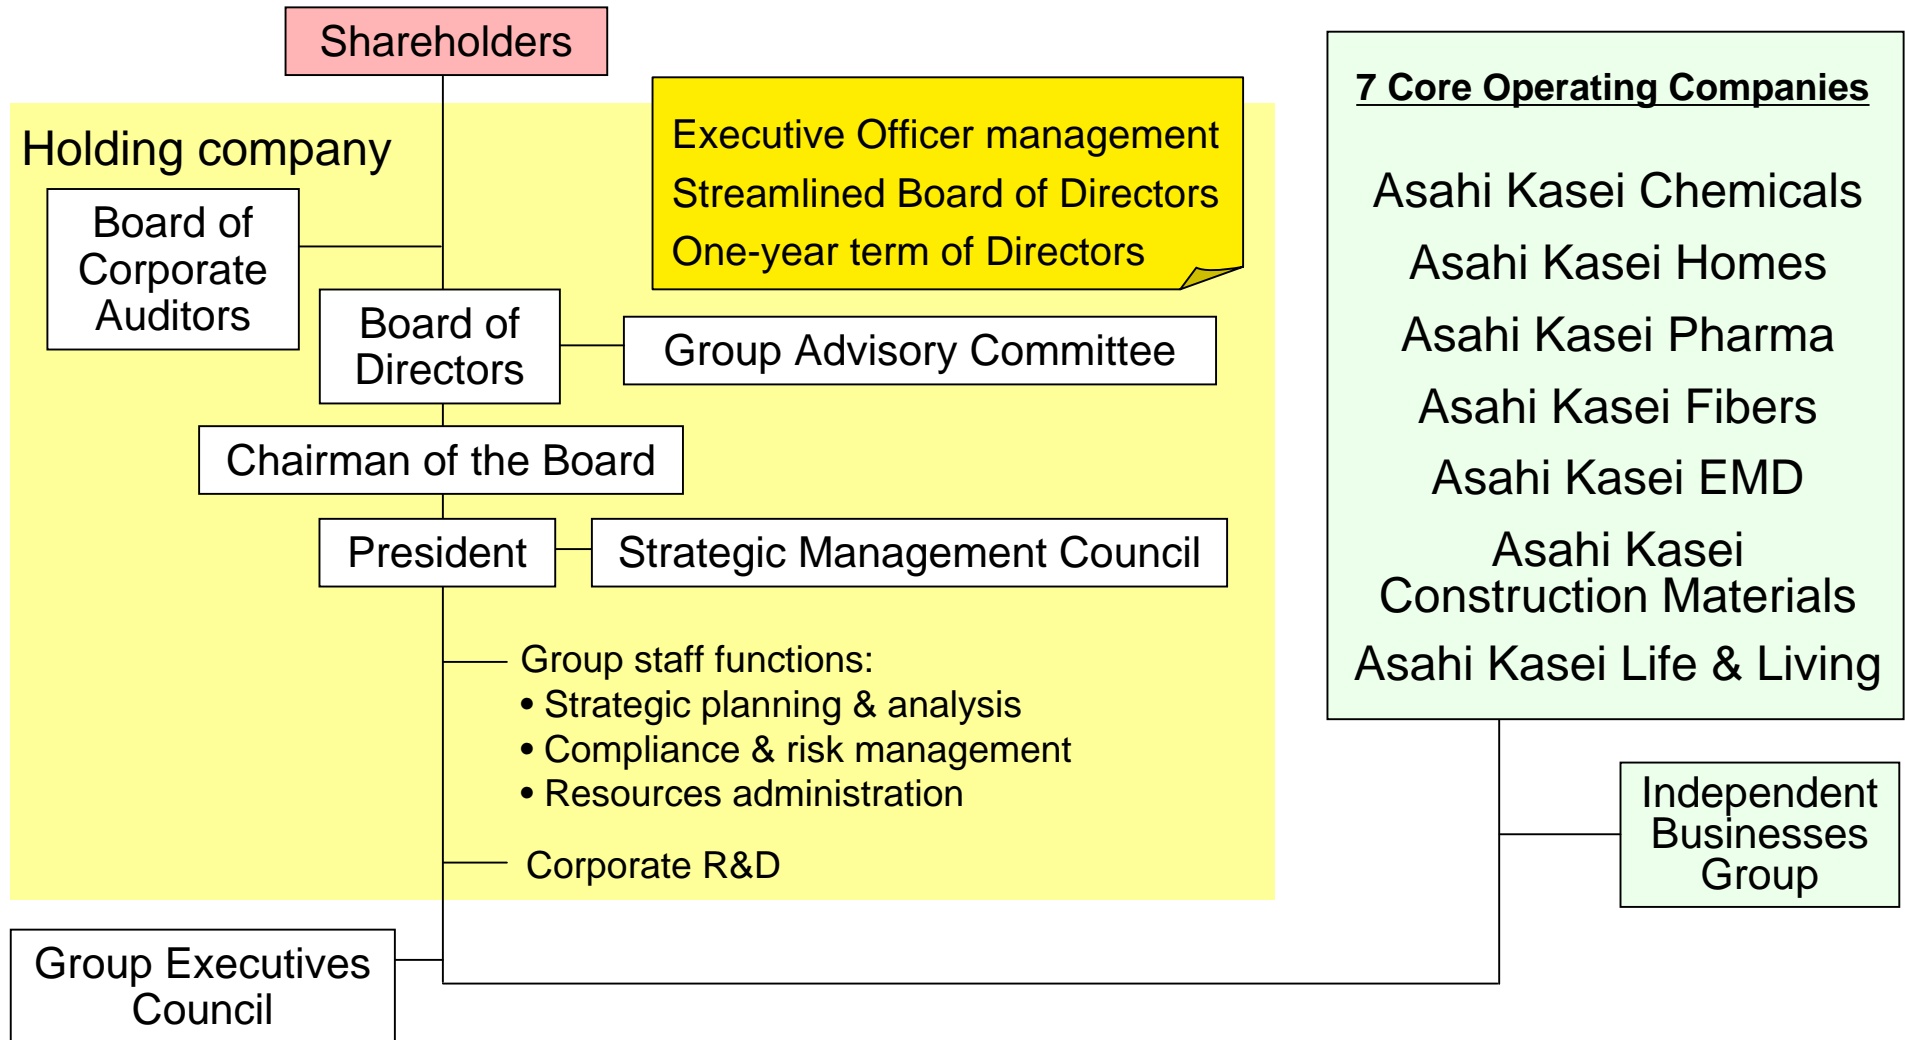 Shareholders
Holding company
Board of
Corporate
Auditors
Executive Officer management
Streamlined Board of Directors
One-year term of Directors
Board of
Directors
Group Advisory Committee
Chairman of the Board
President
Strategic Management Council
Group staff functions:
• Strategic planning & analysis
• Compliance & risk management
• Resources administration
Corporate R&D
Group Executives
Council
7 Core Operating Companies
Asahi Kasei Chemicals
Asahi Kasei Homes
Asahi Kasei Pharma
Asahi Kasei Fibers
Asahi Kasei EMD
Asahi Kasei
Construction Materials
Asahi Kasei Life & Living
Independent
Businesses
Group